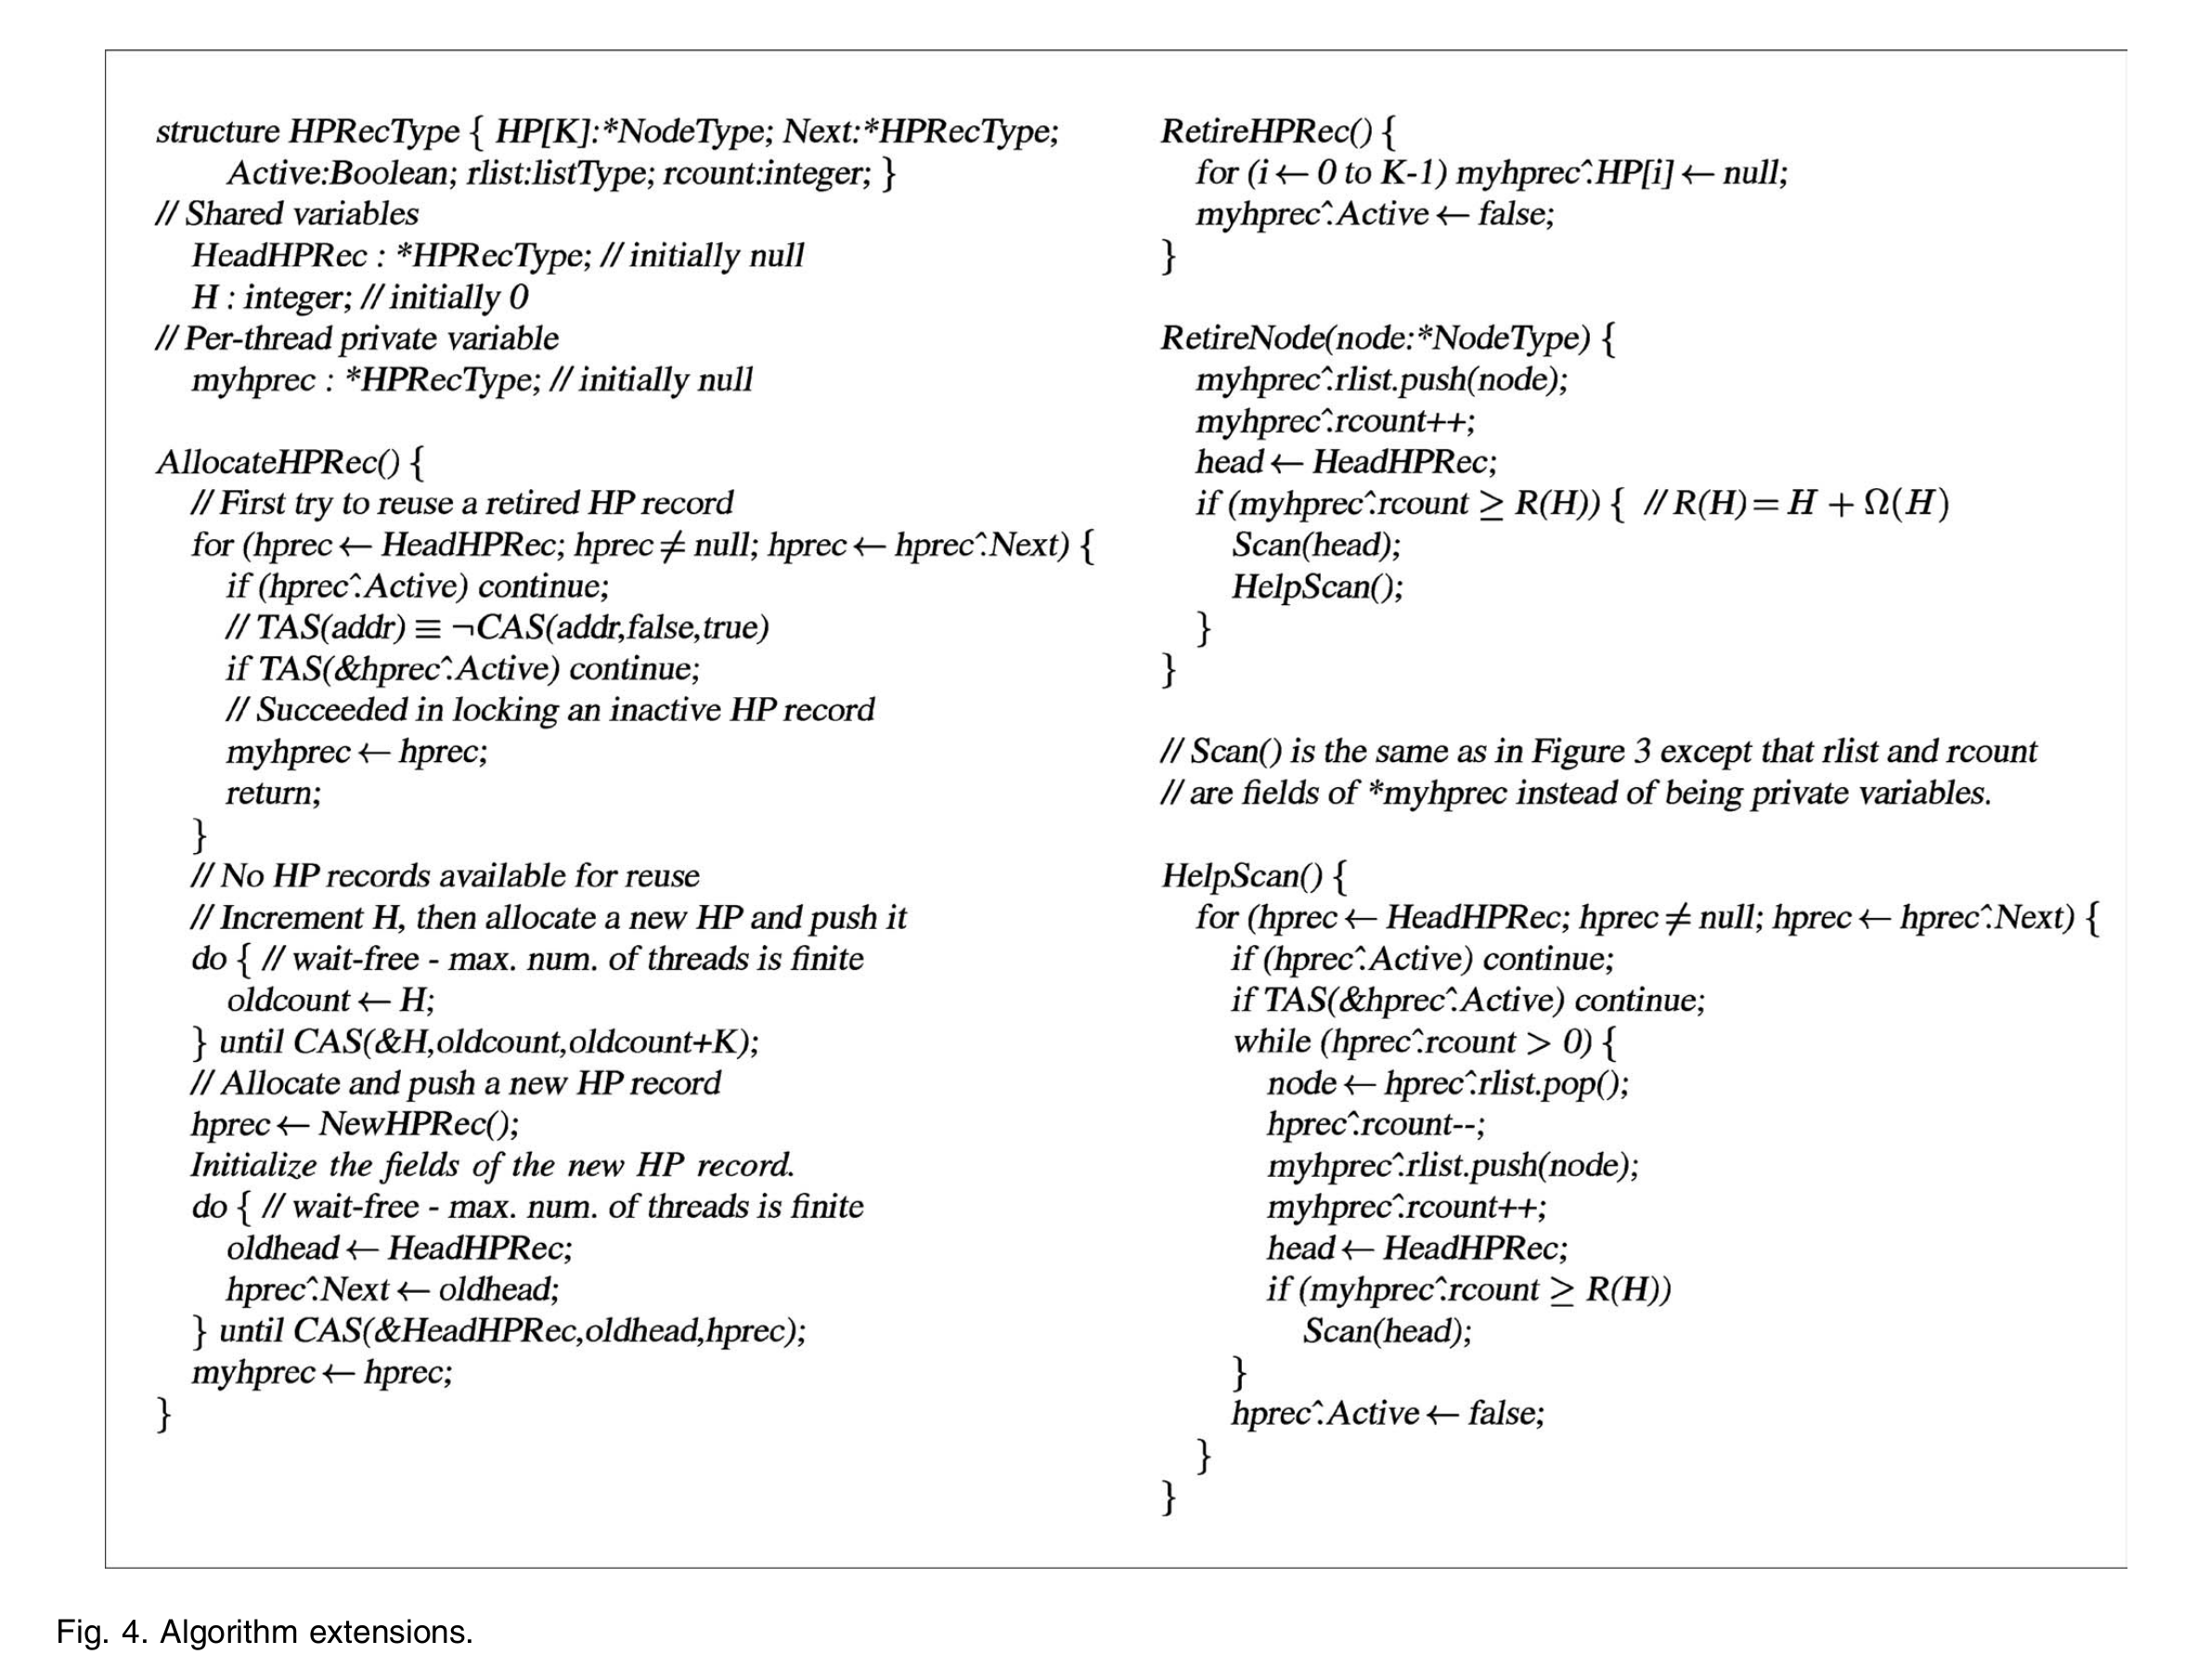 structure HPRecType { HP[K]:*NodeType; Next:*HPRecType;
Active:Boolean; rlist:listType; rcount:integer; }
// Shared variables
HeadHPRec : *HPRecType; // initially null
H : integer; // initially 0
// Per-thread private variable
myhprec : *HPRecType; // initially null
AllocateHPRec() {
// First try to reuse a retired HP record
for (hprec ← HeadHPRec; hprec ≠ null; hprec ← hprec^.Next) {
if (hprec^.Active) continue;
// TAS(addr) ≡ ¬CAS(addr,false,true)
if TAS(&hprec^.Active) continue;
// Succeeded in locking an inactive HP record
myhprec ← hprec;
return;
}
// No HP records available for reuse
// Increment H, then allocate a new HP and push it
do { // wait-free - max. num. of threads is finite
oldcount ← H;
} until CAS(&H,oldcount,oldcount+K);
// Allocate and push a new HP record
hprec ← NewHPRec();
Initialize the fields of the new HP record.
do { // wait-free - max. num. of threads is finite
oldhead ← HeadHPRec;
hprec^.Next ← oldhead;
} until CAS(&HeadHPRec,oldhead,hprec);
myhprec ← hprec;
}
RetireHPRec() {
for (i ← 0 to K-1) myhprec^.HP[i] ← null;
myhprec^.Active ← false;
}
RetireNode(node:*NodeType) {
myhprec^.rlist.push(node);
myhprec^.rcount++;
head ← HeadHPRec;
if (myhprec^.rcount ≥ R(H)) { // R(H) = H + Ω(H)
Scan(head);
HelpScan();
}
}
// Scan() is the same as in Figure 3 except that rlist and rcount
// are fields of *myhprec instead of being private variables.
HelpScan() {
for (hprec ← HeadHPRec; hprec ≠ null; hprec ← hprec^.Next) {
if (hprec^.Active) continue;
if TAS(&hprec^.Active) continue;
while (hprec^.rcount > 0) {
node ← hprec^.rlist.pop();
hprec^.rcount--;
myhprec^.rlist.push(node);
myhprec^.rcount++;
head ← HeadHPRec;
if (myhprec^.rcount ≥ R(H))
Scan(head);
}
hprec^.Active ← false;
}
}
Fig. 4. Algorithm extensions.